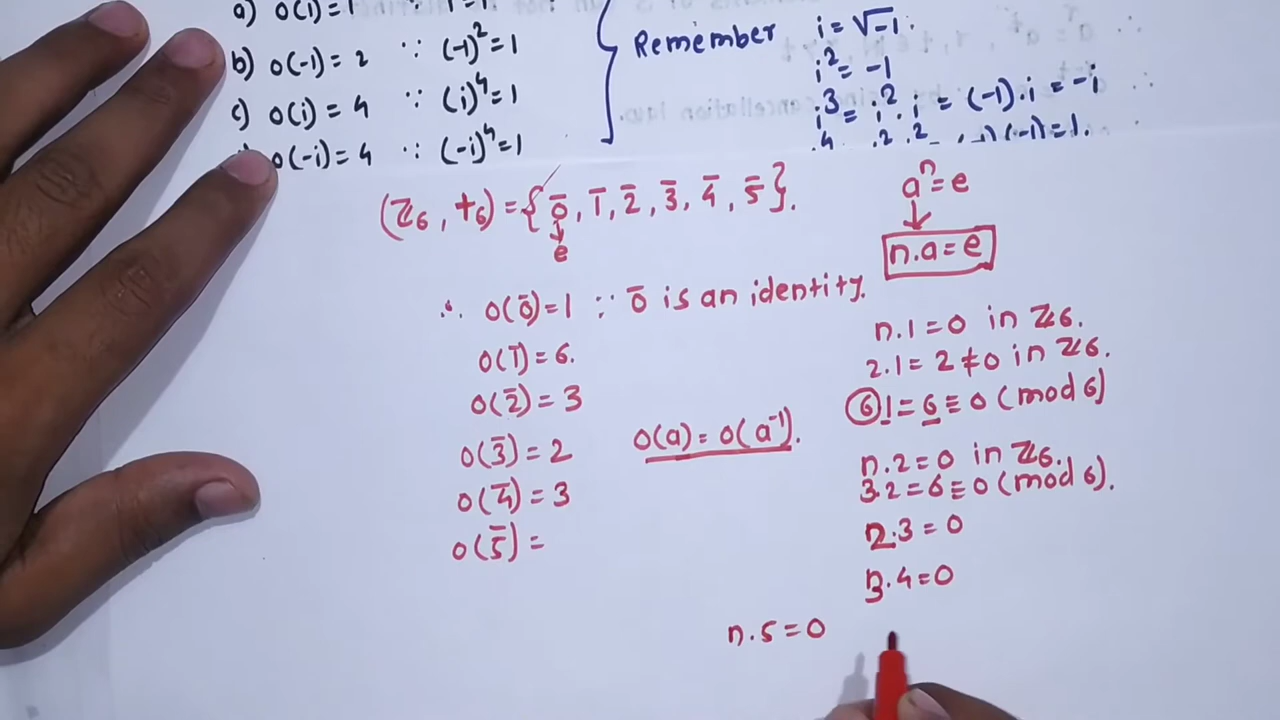 a) o(1)=1 ∵ 1=1
b) o(-1)=2 ∵ (-1)²=1
c) o(i)=4 ∵ (i)⁴=1
o(-i)=4 ∵ (-i)⁴=1
Remember i=√-1.
i²=-1
i³=i².i=(-1).i=-i
(Z₆, +₆)={0̄, 1̄, 2̄, 3̄, 4̄, 5̄}.
e
aⁿ=e
n.a=e
∴ o(0̄)=1 ∵ 0̄ is an identity.
o(1̄)=6.
o(2̄)=3
o(3̄)=2
o(4̄)=3
o(5̄)=
o(a)=o(a⁻¹).
n.1=0 in Z₆.
2.1=2≠0 in Z₆.
6 1=6≡0 (mod 6)
n.2=0 in Z₆.
3.2=6≡0 (mod 6).
2.3=0
n.4=0
3
n.5=0